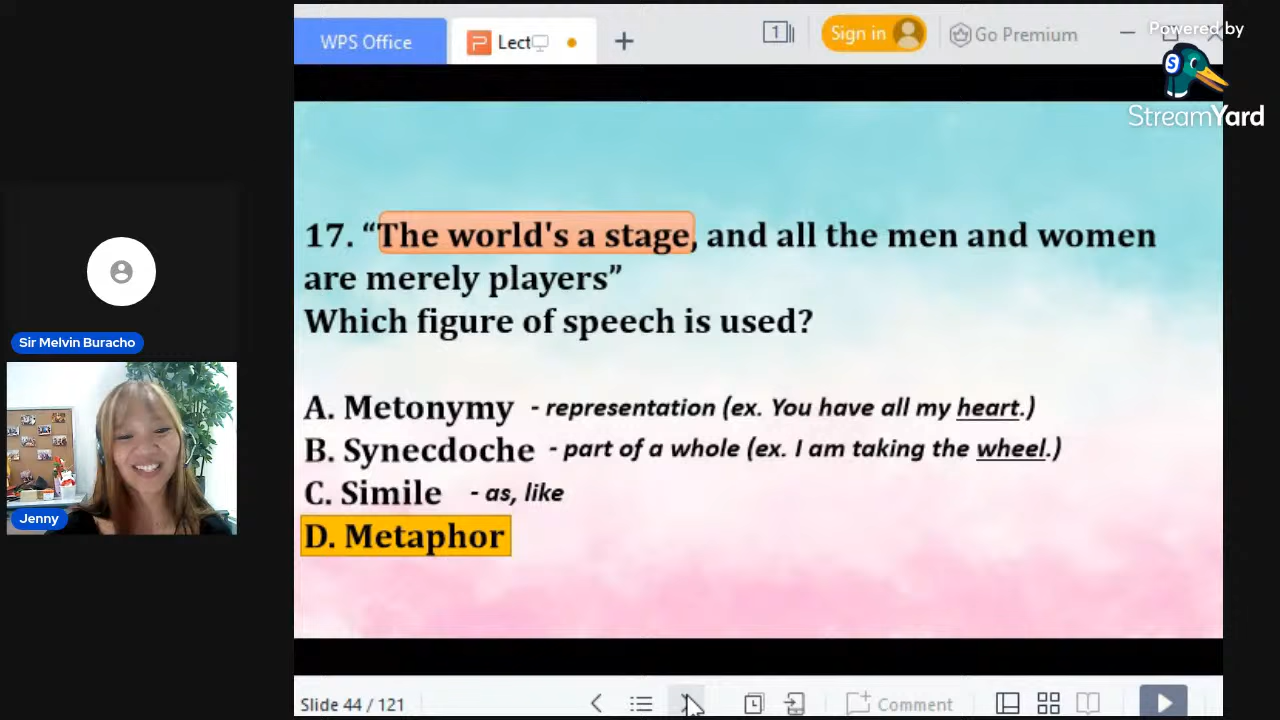 WPS Office
Lect
1
Sign in
Go Premium
Powered by
StreamYard
17. “The world's a stage, and all the men and women
are merely players”
Which figure of speech is used?
A. Metonymy - representation (ex. You have all my heart.)
B. Synecdoche - part of a whole (ex. I am taking the wheel.)
C. Simile - as, like
D. Metaphor
Sir Melvin Buracho
Jenny
Slide 44 / 121
Comment